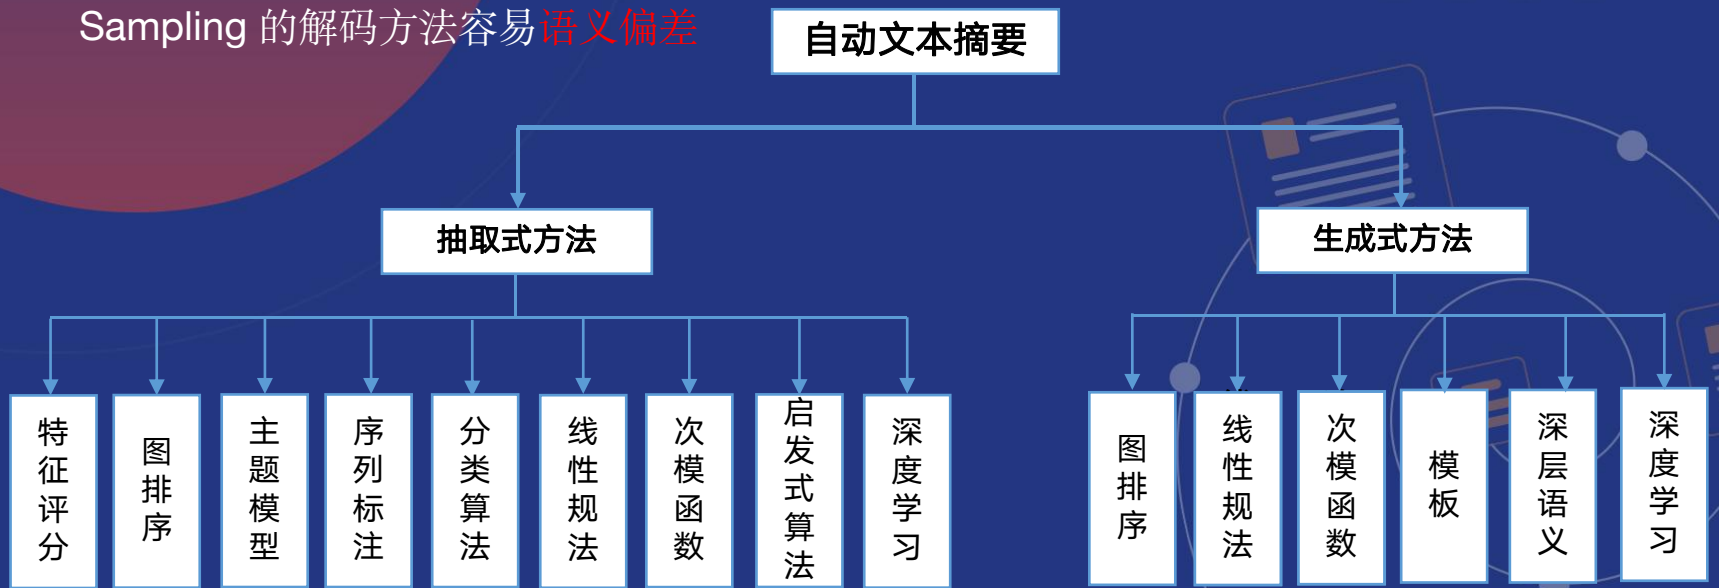 Sampling 的解码方法容易语义偏差
自动文本摘要
抽取式方法
生成式方法
特征评分
图排序
主题模型
序列标注
分类算法
线性规法
次模函数
启发式算法
深度学习
图排序
线性规法
次模函数
模板
深层语义
深度学习